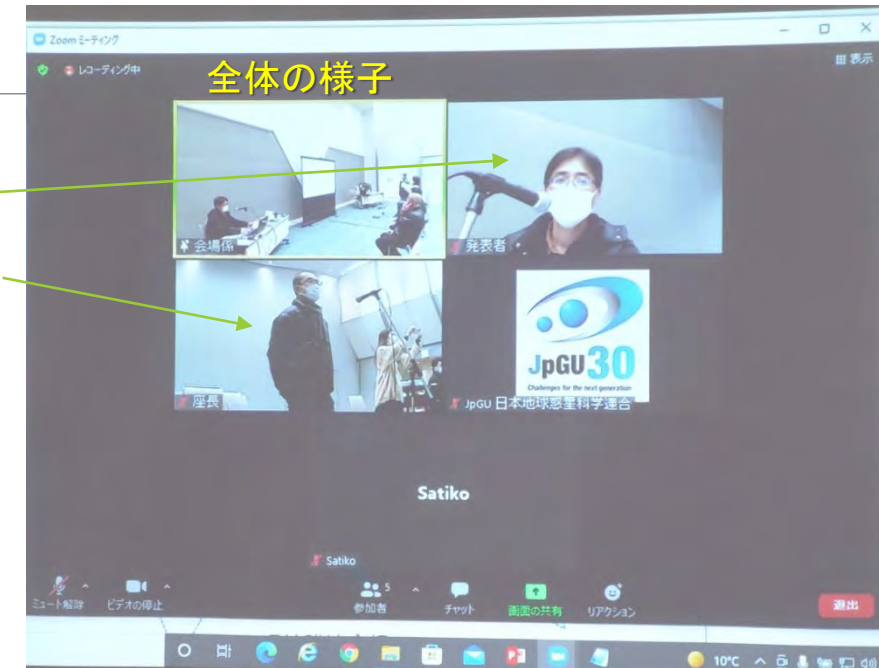 Zoom ミーティング
レコーディング中
表示
全体の様子
会場係
発表者
座長
JpGU 30
Challenges for the next generation
JpGU 日本地球惑星科学連合
Satiko
Satiko
ミュート解除
ビデオの停止
5
参加者
チャット
画面の共有
リアクション
退出
10°C